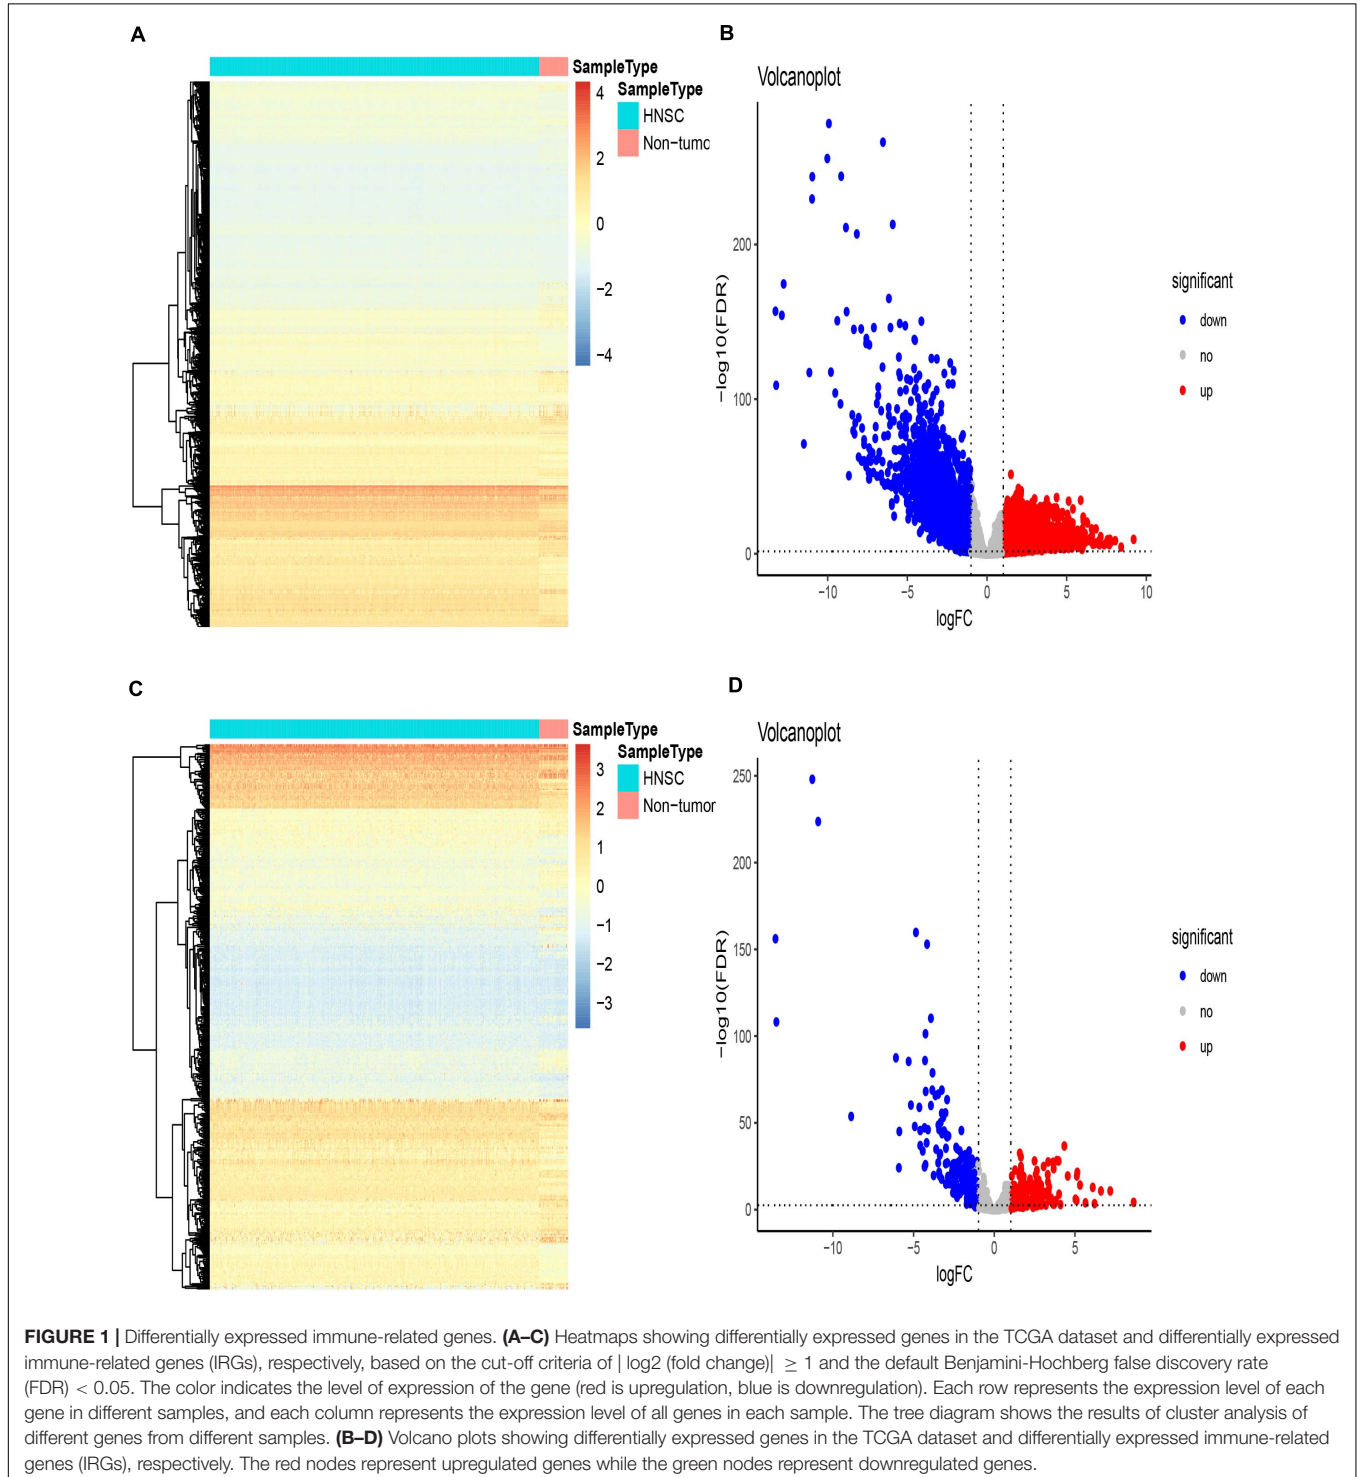 A
SampleType
4
2
0
−2
−4
SampleType
HNSC
Non−tumc
B
Volcanoplot
−log10(FDR)
200
100
0
−10
−5
0
5
10
logFC
significant
down
no
up
C
SampleType
3
2
1
0
−1
−2
−3
SampleType
HNSC
Non−tumor
D
Volcanoplot
−log10(FDR)
250
200
150
100
50
0
−10
−5
0
5
logFC
significant
down
no
up
FIGURE 1 | Differentially expressed immune-related genes. (A–C) Heatmaps showing differentially expressed genes in the TCGA dataset and differentially expressed
immune-related genes (IRGs), respectively, based on the cut-off criteria of | log2 (fold change)| ≥ 1 and the default Benjamini-Hochberg false discovery rate
(FDR) < 0.05. The color indicates the level of expression of the gene (red is upregulation, blue is downregulation). Each row represents the expression level of each
gene in different samples, and each column represents the expression level of all genes in each sample. The tree diagram shows the results of cluster analysis of
different genes from different samples. (B–D) Volcano plots showing differentially expressed genes in the TCGA dataset and differentially expressed immune-related
genes (IRGs), respectively. The red nodes represent upregulated genes while the green nodes represent downregulated genes.